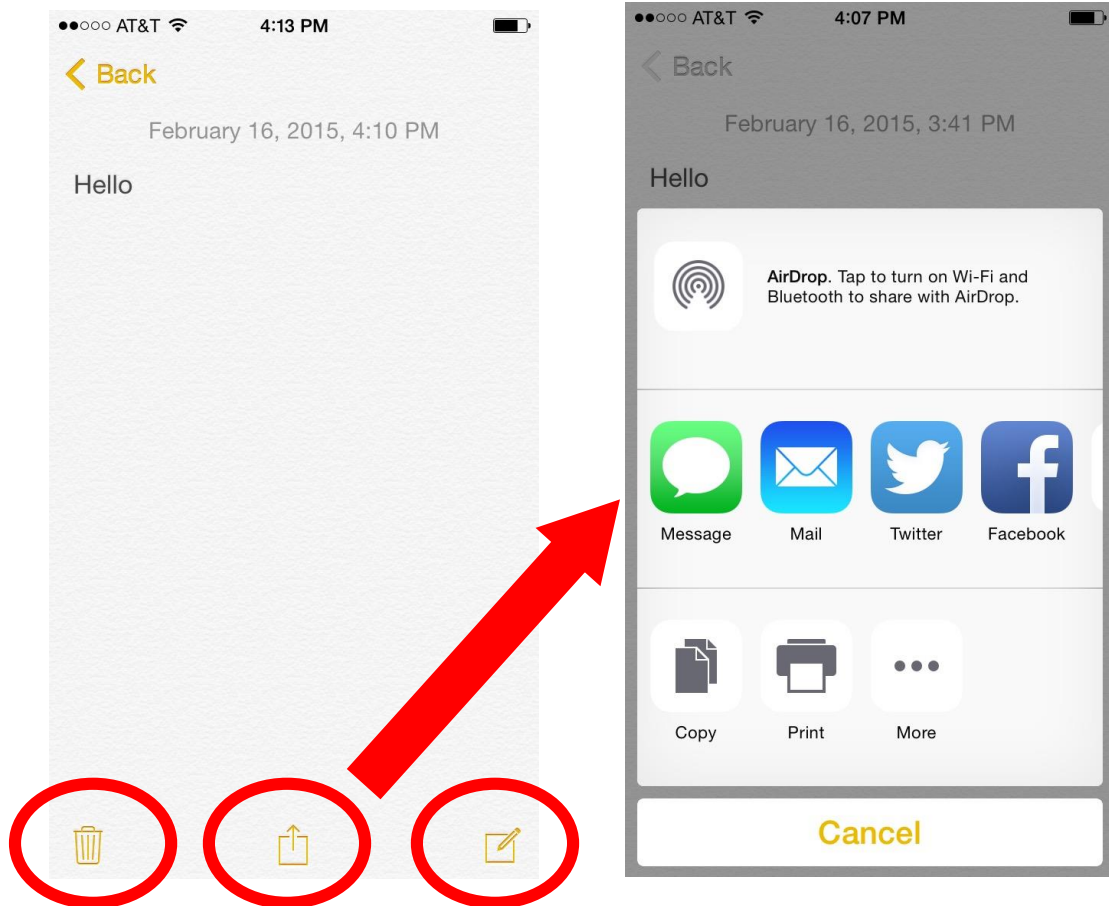 AT&T 4:13 PM
Back
February 16, 2015, 4:10 PM
Hello
AT&T 4:07 PM
Back
February 16, 2015, 3:41 PM
Hello
AirDrop. Tap to turn on Wi-Fi and
Bluetooth to share with AirDrop.
Message Mail Twitter Facebook
Copy Print More
Cancel